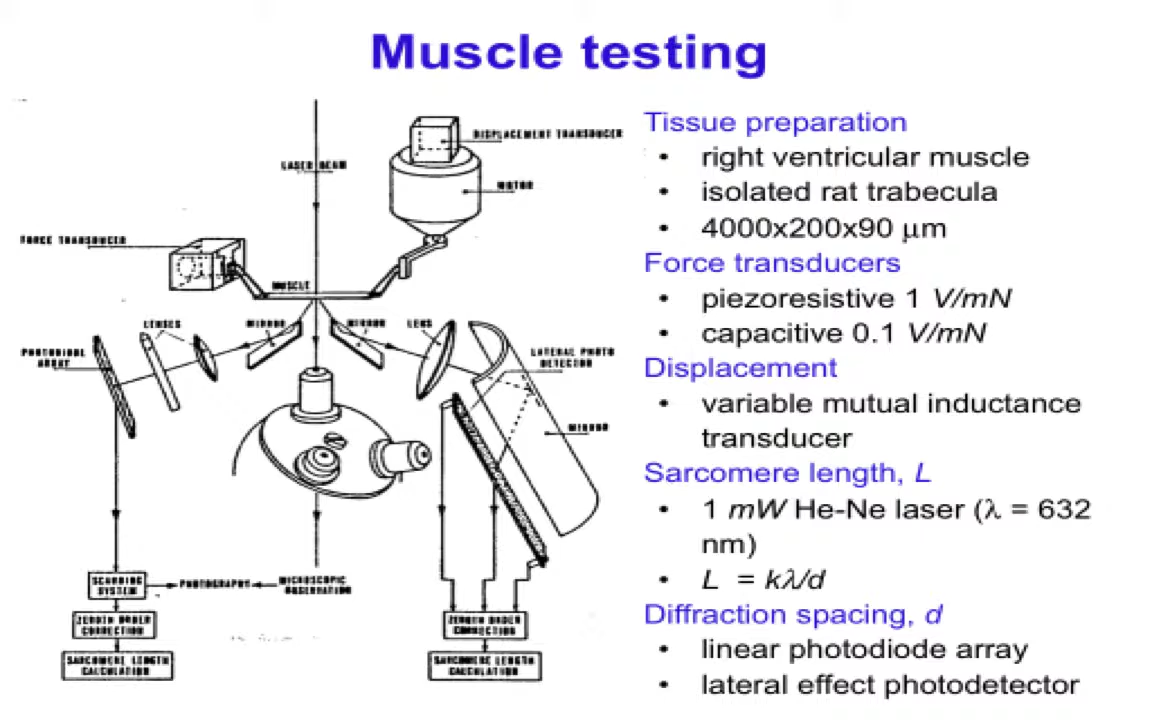 Muscle testing
DISPLACEMENT TRANSDUCER
LASER BEAM
MOTOR
FORCE TRANSDUCER
MUSCLE
LENSES
MIRROR
MIRROR
LENS
PHOTODIODE
ARRAY
LATERAL PHOTO
DETECTOR
MIRROR
SCANNING
SYSTEM
PHOTOGRAPHY
MICROSCOPIC
OBSERVATION
ZEROTH ORDER
CORRECTION
ZEROTH ORDER
CORRECTION
SARCOMERE LENGTH
CALCULATION
SARCOMERE LENGTH
CALCULATION
Tissue preparation
• right ventricular muscle
• isolated rat trabecula
• 4000x200x90 μm
Force transducers
• piezoresistive 1 V/mN
• capacitive 0.1 V/mN
Displacement
• variable mutual inductance
transducer
Sarcomere length, L
• 1 mW He-Ne laser (λ = 632
nm)
• L = kλ/d
Diffraction spacing, d
• linear photodiode array
• lateral effect photodetector